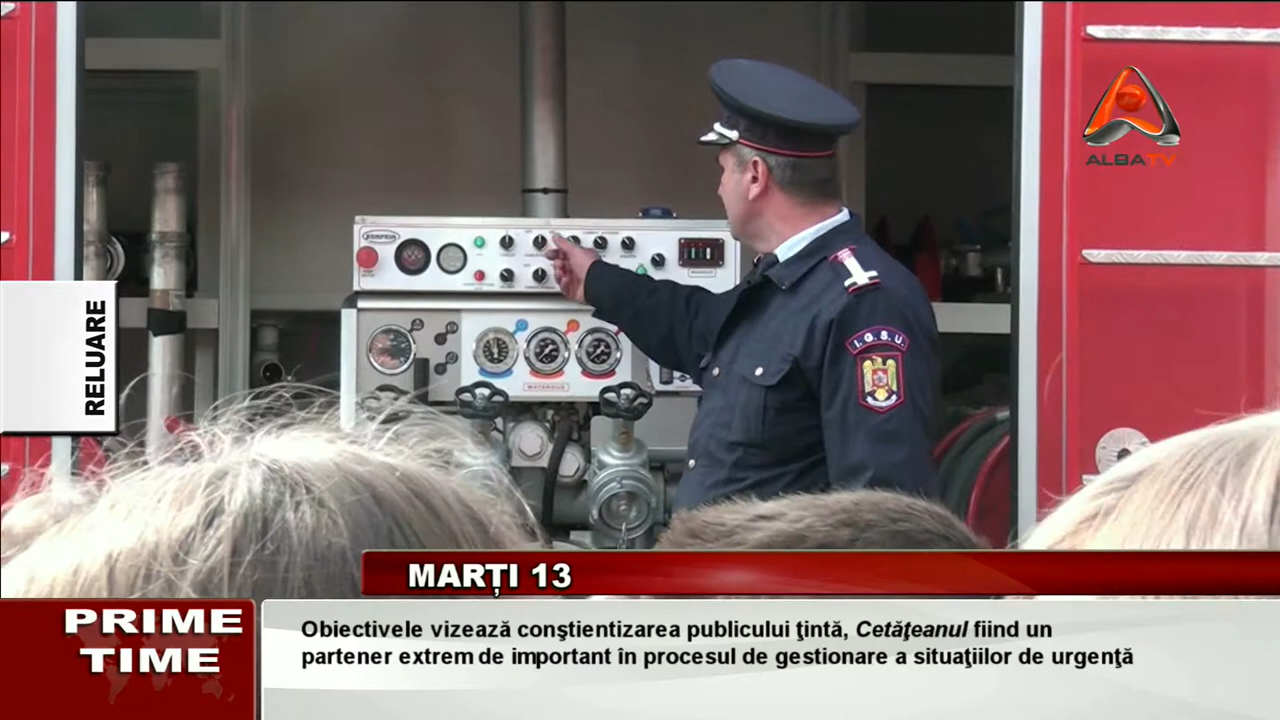 ALBATV
I.G.S.U.
WATEROUS
RELUARE
MARȚI 13
PRIME
TIME
Obiectivele vizează conştientizarea publicului ţintă, Cetăţeanul fiind un
partener extrem de important în procesul de gestionare a situaţiilor de urgenţă